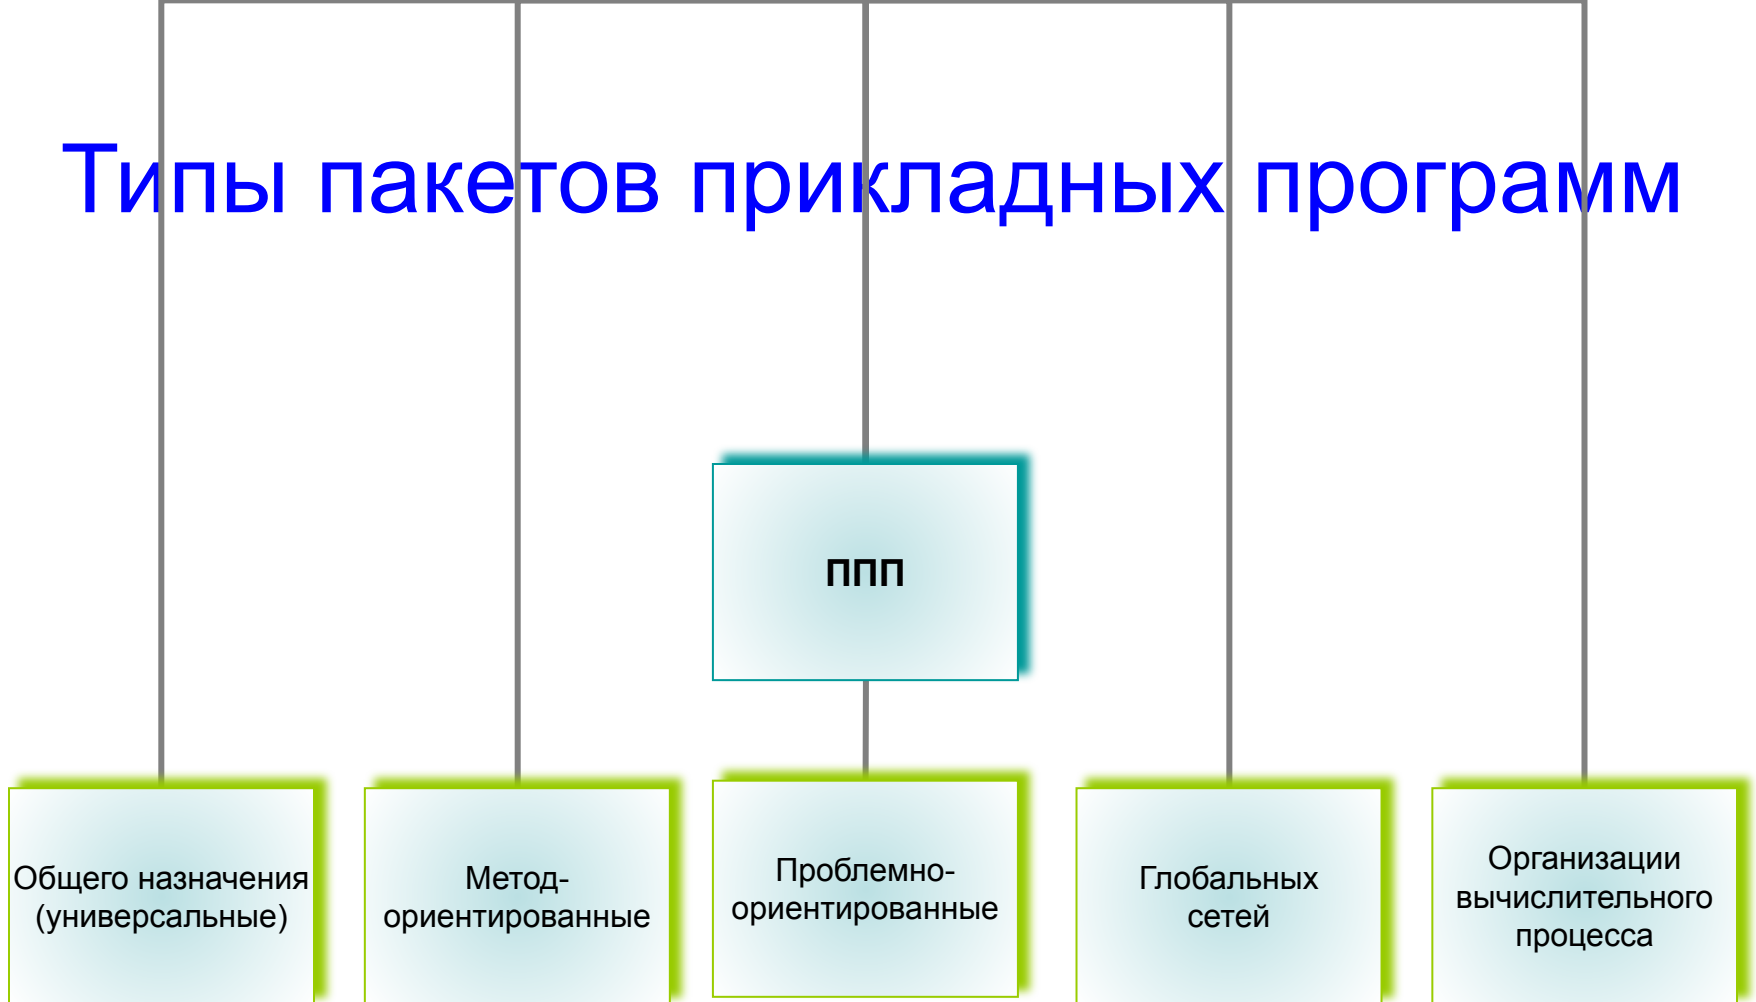 Типы пакетов прикладных программ
ППП
Общего назначения
(универсальные)
Метод-
ориентированные
Проблемно-
ориентированные
Глобальных
сетей
Организации
вычислительного
процесса